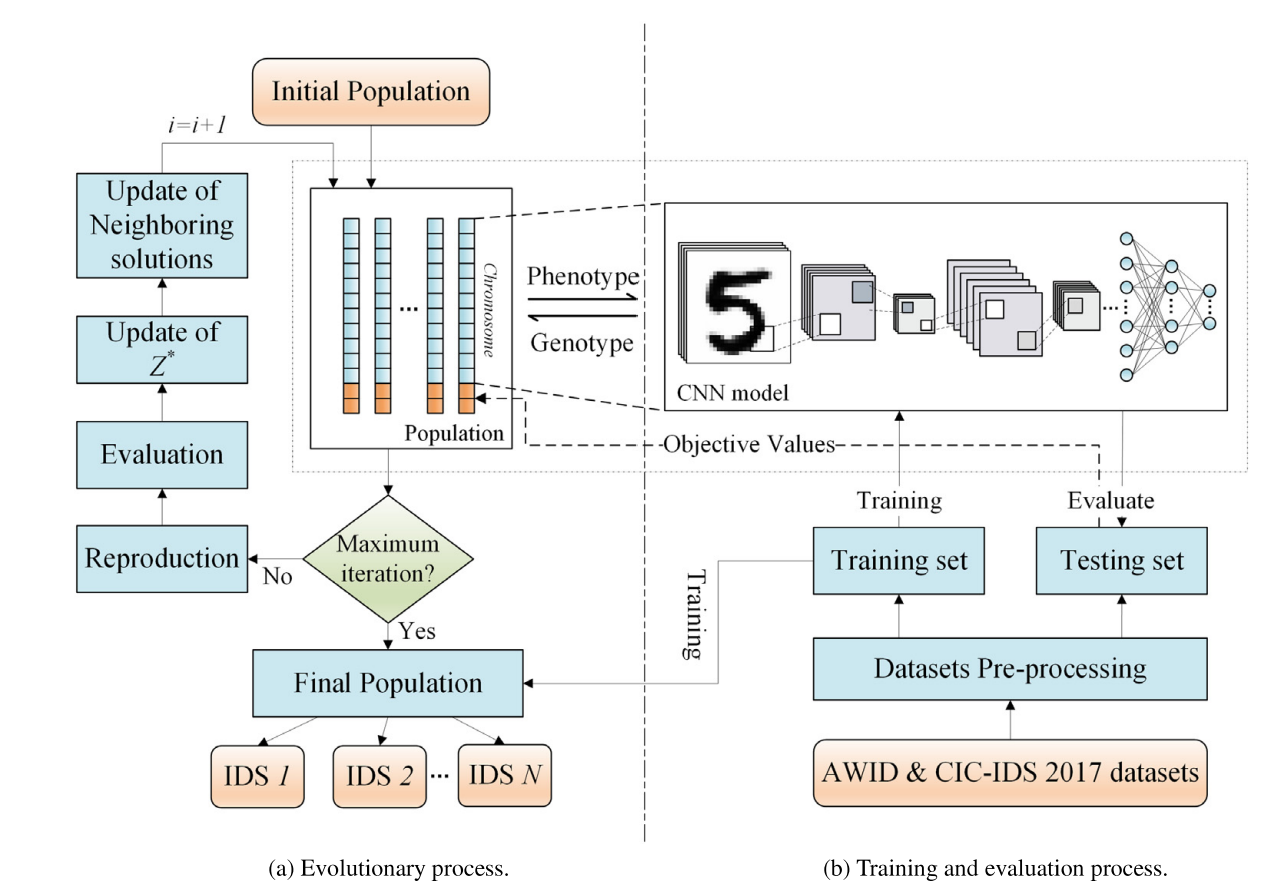 Initial Population
i=i+1
Update of
Neighboring
solutions
Update of
Z*
Evaluation
Reproduction
Chromosome
...
Population
Phenotype
Genotype
5
...
CNN model
Objective Values
Maximum
iteration?
No
Yes
Final Population
IDS 1
IDS 2
...
IDS N
Training
Evaluate
Training set
Testing set
Training
Datasets Pre-processing
AWID & CIC-IDS 2017 datasets
(a) Evolutionary process.
(b) Training and evaluation process.